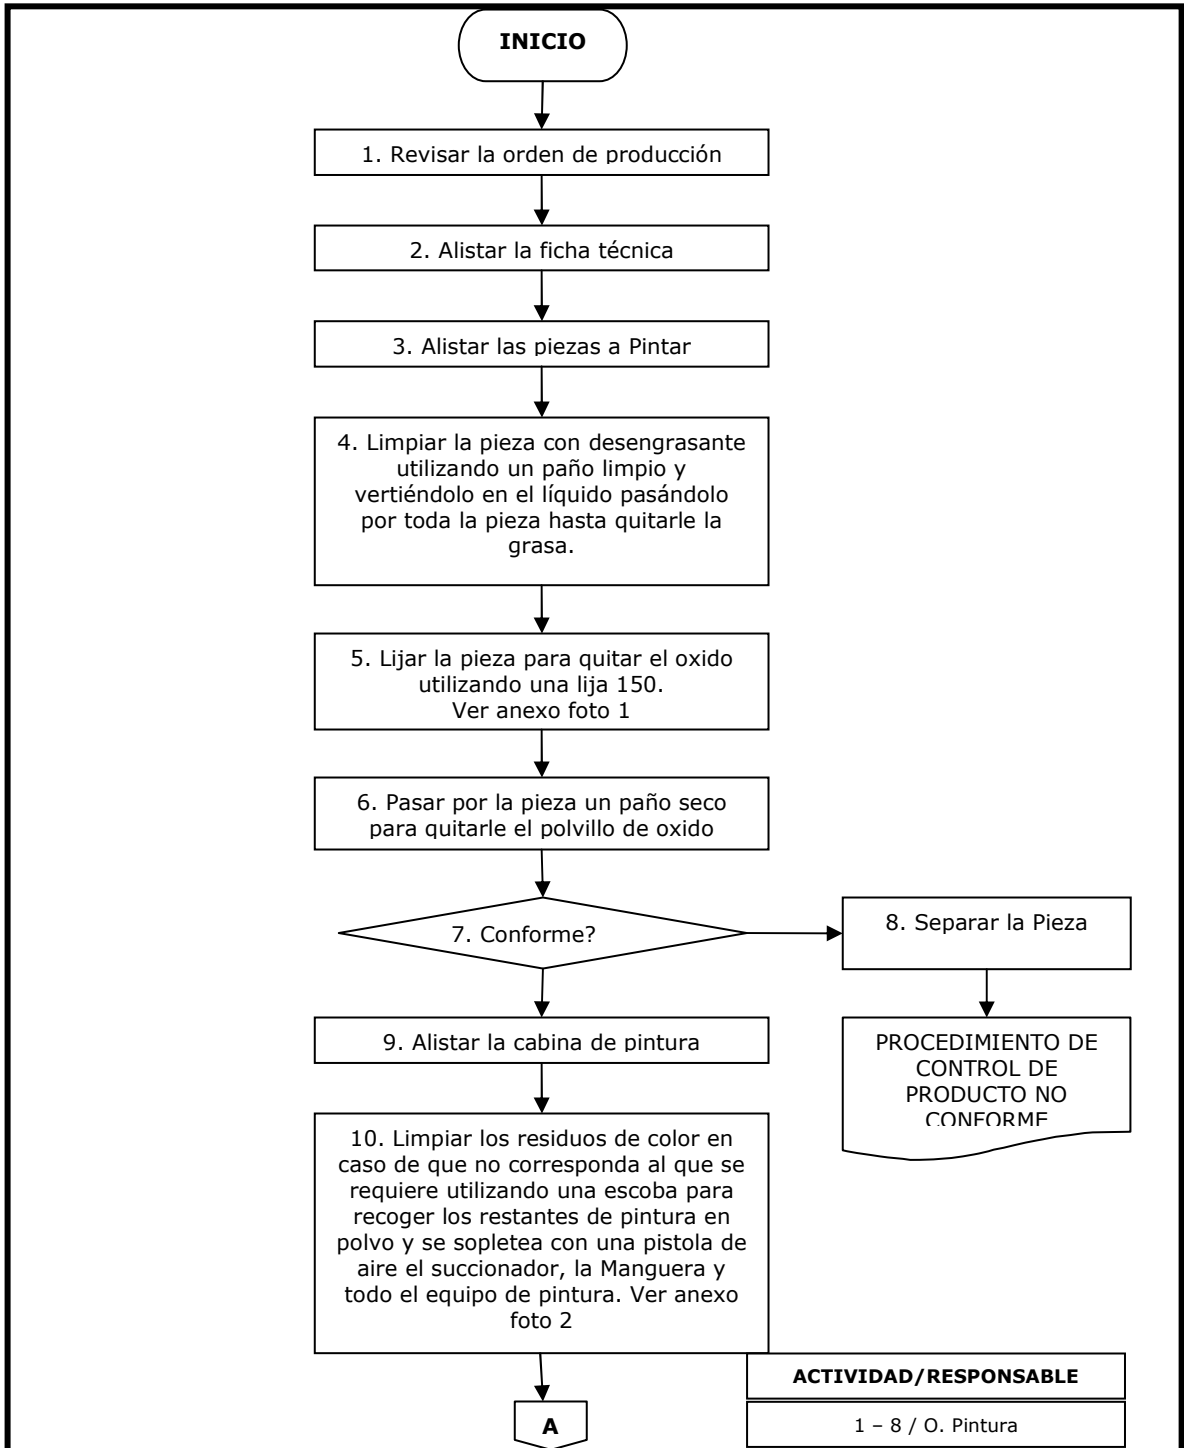 INICIO
1. Revisar la orden de producción
2. Alistar la ficha técnica
3. Alistar las piezas a Pintar
4. Limpiar la pieza con desengrasante
utilizando un paño limpio y
vertiéndolo en el líquido pasándolo
por toda la pieza hasta quitarle la
grasa.
5. Lijar la pieza para quitar el oxido
utilizando una lija 150.
Ver anexo foto 1
6. Pasar por la pieza un paño seco
para quitarle el polvillo de oxido
7. Conforme?
8. Separar la Pieza
PROCEDIMIENTO DE
CONTROL DE
PRODUCTO NO
CONFORME
9. Alistar la cabina de pintura
10. Limpiar los residuos de color en
caso de que no corresponda al que se
requiere utilizando una escoba para
recoger los restantes de pintura en
polvo y se sopletea con una pistola de
aire el succionador, la Manguera y
todo el equipo de pintura. Ver anexo
foto 2
A
ACTIVIDAD/RESPONSABLE
1 – 8 / O. Pintura